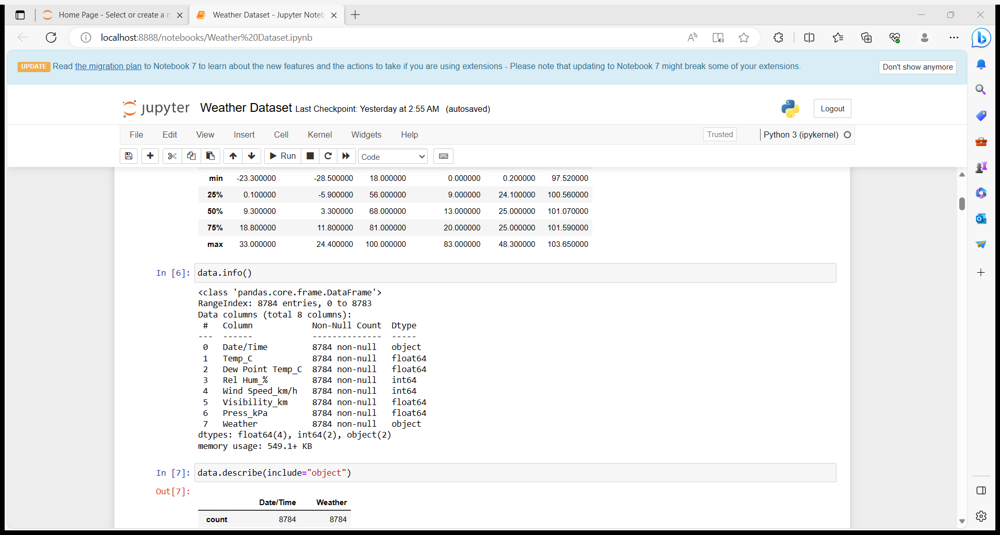 Home Page - Select or create a n
Weather Dataset - Jupyter Noteb
localhost:8888/notebooks/Weather%20Dataset.ipynb
UPDATE Read the migration plan to Notebook 7 to learn about the new features and the actions to take if you are using extensions - Please note that updating to Notebook 7 might break some of your extensions.
Don't show anymore
jupyter Weather Dataset Last Checkpoint: Yesterday at 2:55 AM (autosaved)
Logout
File Edit View Insert Cell Kernel Widgets Help
Trusted
Python 3 (ipykernel)
Run
Code
min -23.300000 -28.500000 18.000000 0.000000 0.200000 97.520000
25% 0.100000 -5.900000 56.000000 9.000000 24.100000 100.560000
50% 9.300000 3.300000 68.000000 13.000000 25.000000 101.070000
75% 18.800000 11.800000 81.000000 20.000000 25.000000 101.590000
max 33.000000 24.400000 100.000000 83.000000 48.300000 103.650000
In [6]: data.info()
<class 'pandas.core.frame.DataFrame'>
RangeIndex: 8784 entries, 0 to 8783
Data columns (total 8 columns):
# Column Non-Null Count Dtype
--- ------ -------------- -----
0 Date/Time 8784 non-null object
1 Temp_C 8784 non-null float64
2 Dew Point Temp_C 8784 non-null float64
3 Rel Hum_% 8784 non-null int64
4 Wind Speed_km/h 8784 non-null int64
5 Visibility_km 8784 non-null float64
6 Press_kPa 8784 non-null float64
7 Weather 8784 non-null object
dtypes: float64(4), int64(2), object(2)
memory usage: 549.1+ KB
In [7]: data.describe(include="object")
Out[7]:
Date/Time Weather
count 8784 8784